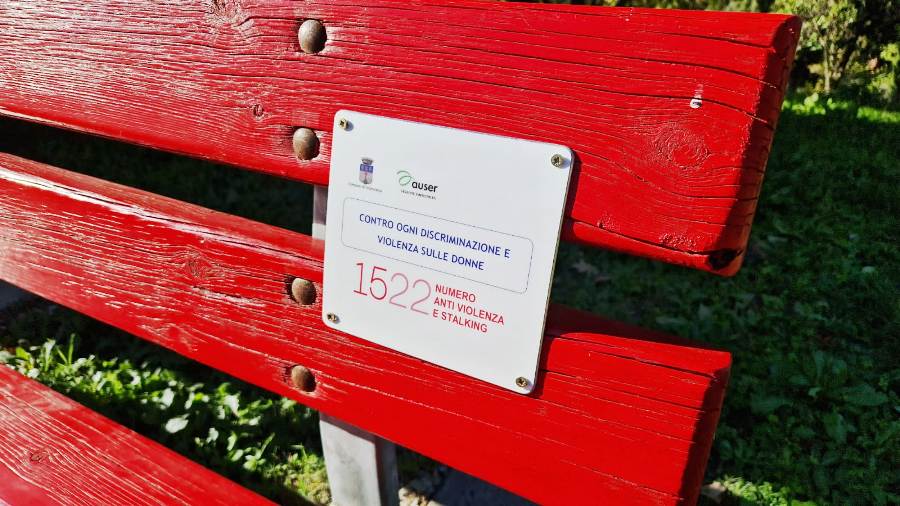 auser
CONTRO OGNI DISCRIMINAZIONE E
VIOLENZA SULLE DONNE
1522
NUMERO
ANTI VIOLENZA
E STALKING